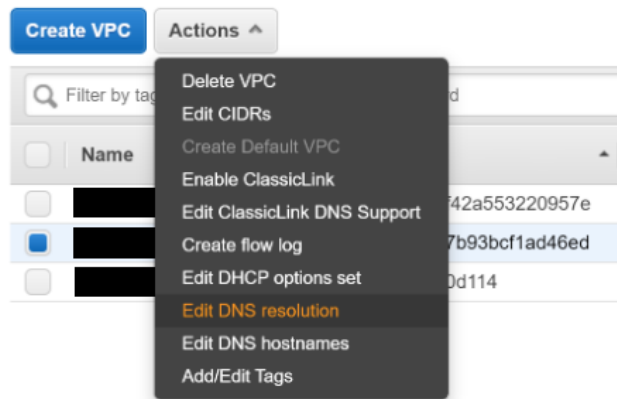 Create VPC
Actions
Filter by tag
d
Name
Delete VPC
Edit CIDRs
Create Default VPC
Enable ClassicLink
Edit ClassicLink DNS Support
Create flow log
Edit DHCP options set
Edit DNS resolution
Edit DNS hostnames
Add/Edit Tags
f42a553220957e
7b93bcf1ad46ed
0d114